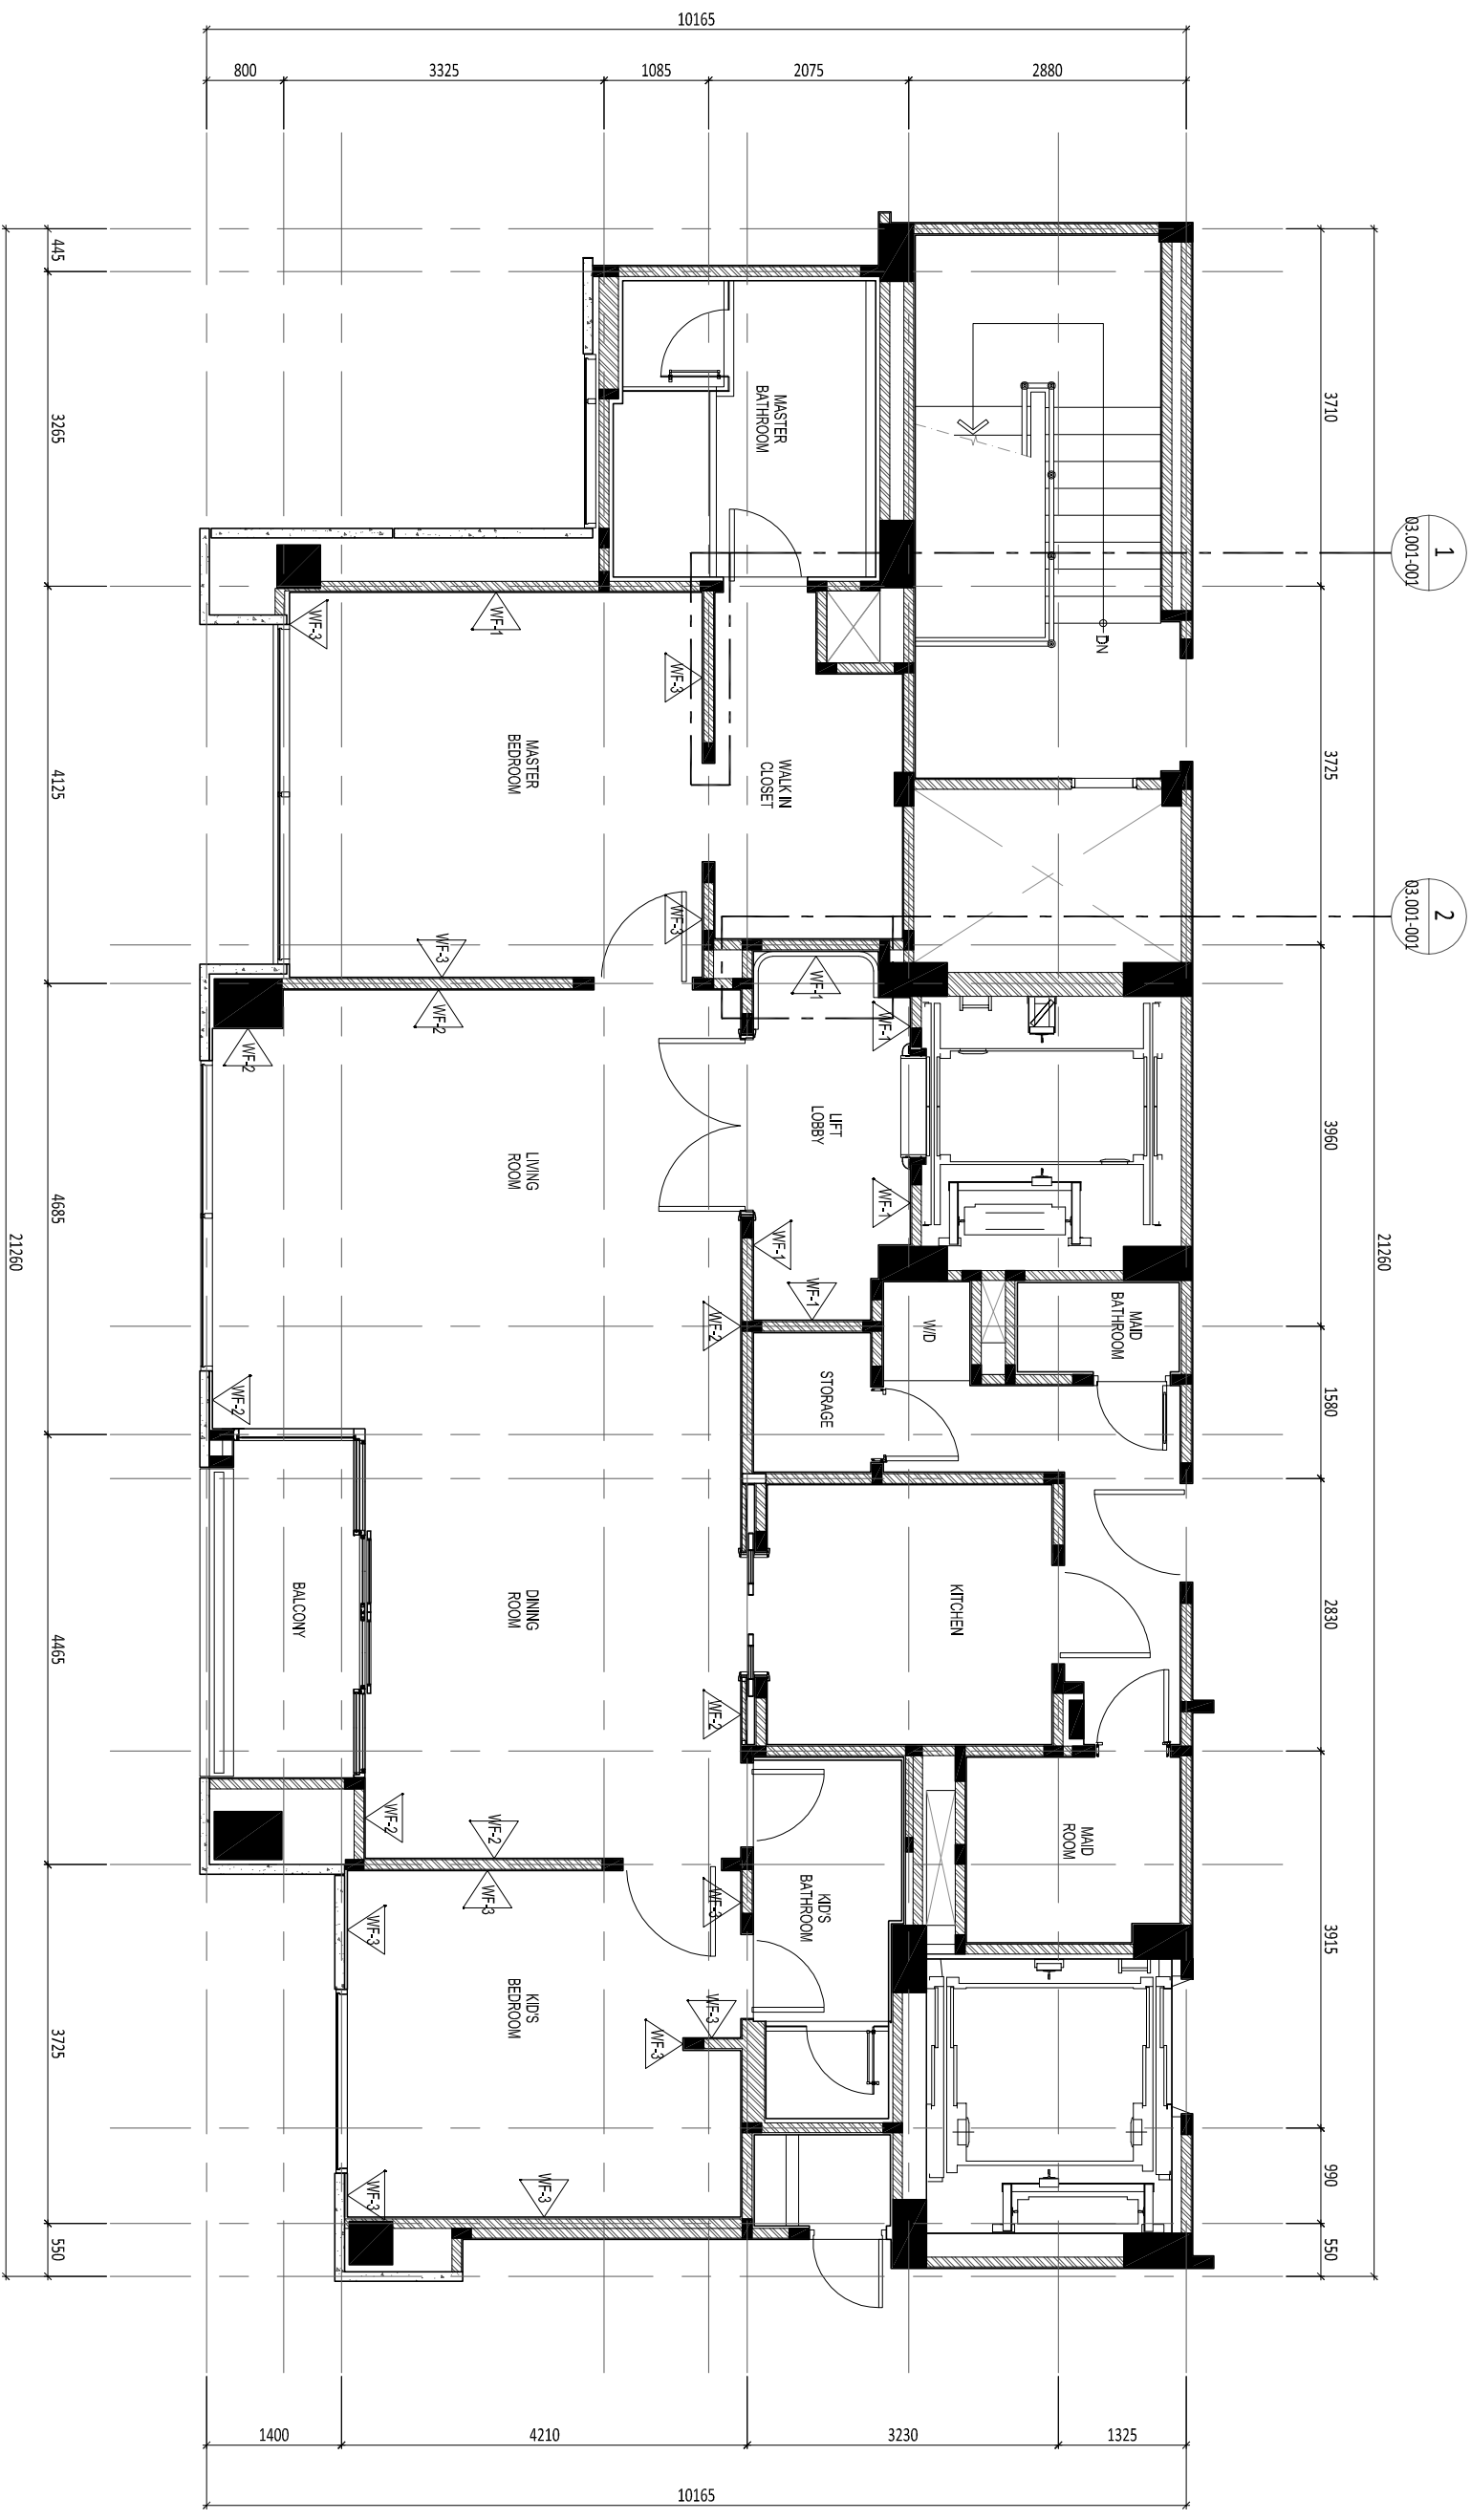 10165
800
3325
1085
2075
2880
445
3265
4125
4685
4465
3725
550
21260
3710
3725
3960
1580
2830
3915
990
550
21260
1
03.001-001
2
03.001-001
MASTER
BATHROOM
DN
WF-3
WF-1
WF-3
MASTER
BEDROOM
WALK IN
CLOSET
WF-3
WF-3
WF-2
WF-2
WF-1
WF-1
LIFT
LOBBY
WF-1
WF-1
WF-1
LIVING
ROOM
WF-2
WF-2
W/D
MAID
BATHROOM
STORAGE
BALCONY
DINING
ROOM
KITCHEN
WF-2
WF-2
WF-2
WF-3
WF-3
WF-3
MAID
ROOM
KID'S
BATHROOM
KID'S
BEDROOM
WF-3
WF-3
WF-3
WF-3
1400
4210
3230
1325
10165